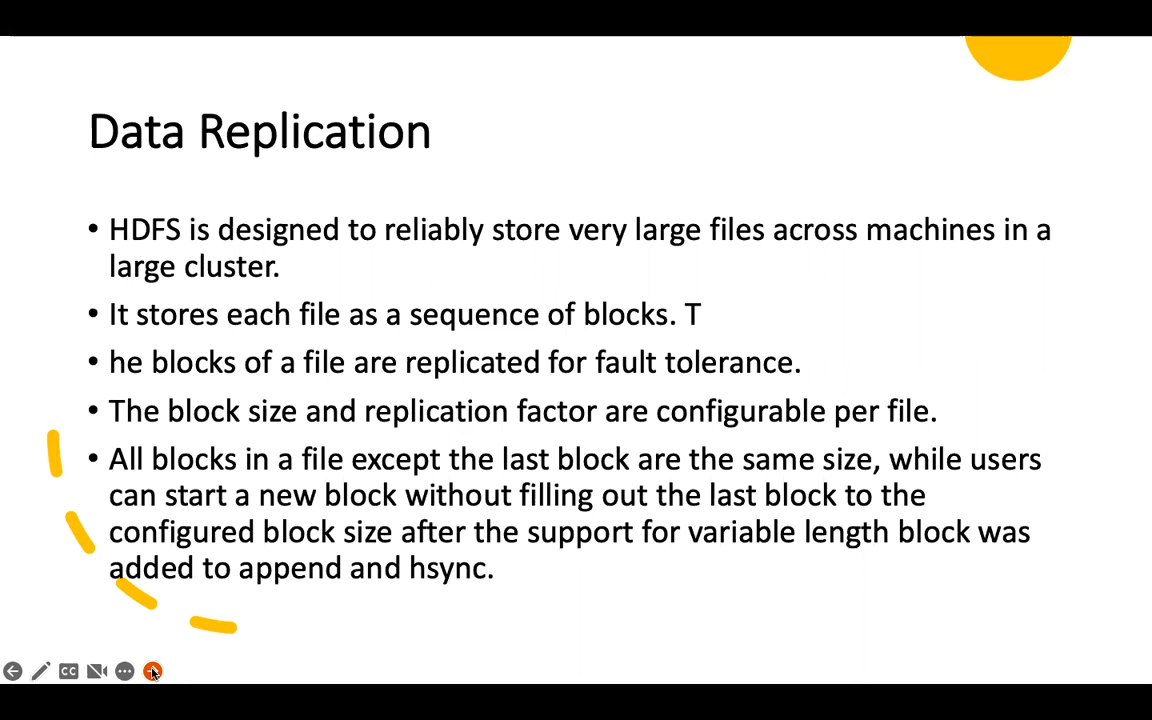 Data Replication
• HDFS is designed to reliably store very large files across machines in a
large cluster.
• It stores each file as a sequence of blocks. T
• he blocks of a file are replicated for fault tolerance.
• The block size and replication factor are configurable per file.
• All blocks in a file except the last block are the same size, while users
can start a new block without filling out the last block to the
configured block size after the support for variable length block was
added to append and hsync.
CC